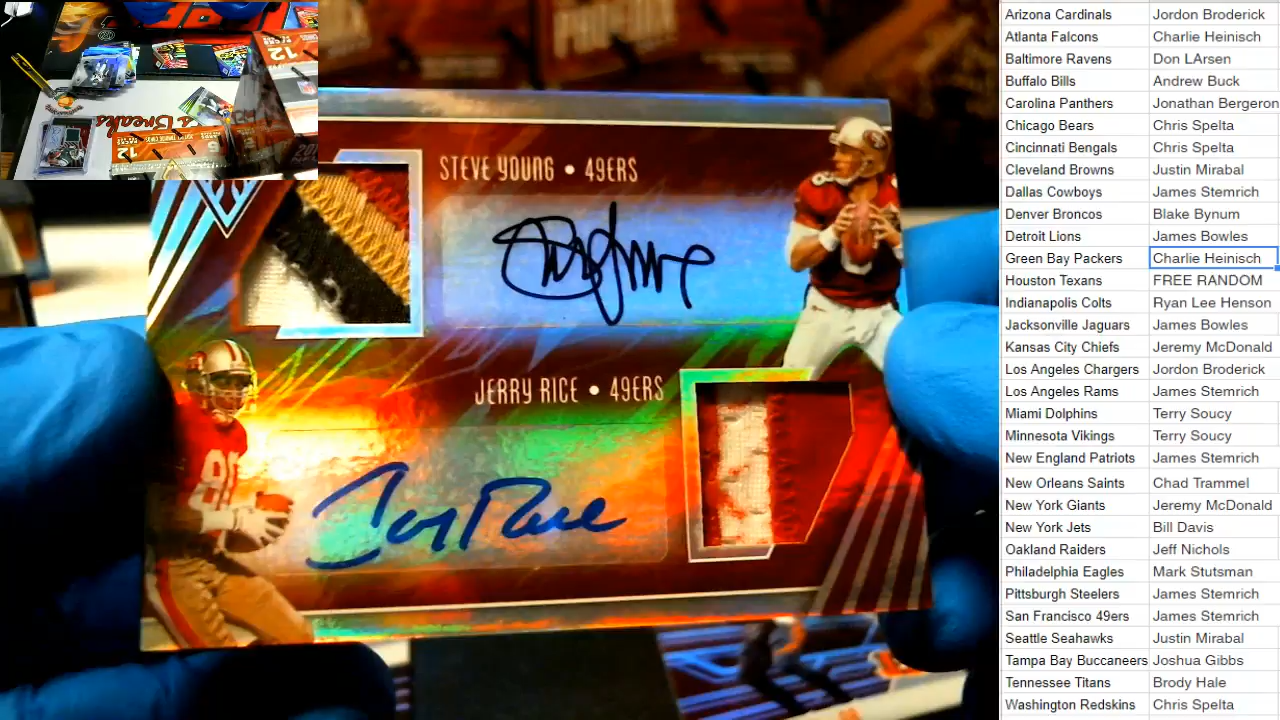 STEVE YOUNG • 49ERS
JERRY RICE • 49ERS
Jerry Rice
80
Breaks
12
12
Arizona Cardinals Jordon Broderick
Atlanta Falcons Charlie Heinisch
Baltimore Ravens Don LArsen
Buffalo Bills Andrew Buck
Carolina Panthers Jonathan Bergeron
Chicago Bears Chris Spelta
Cincinnati Bengals Chris Spelta
Cleveland Browns Justin Mirabal
Dallas Cowboys James Stemrich
Denver Broncos Blake Bynum
Detroit Lions James Bowles
Green Bay Packers Charlie Heinisch
Houston Texans FREE RANDOM
Indianapolis Colts Ryan Lee Henson
Jacksonville Jaguars James Bowles
Kansas City Chiefs Jeremy McDonald
Los Angeles Chargers Jordon Broderick
Los Angeles Rams James Stemrich
Miami Dolphins Terry Soucy
Minnesota Vikings Terry Soucy
New England Patriots James Stemrich
New Orleans Saints Chad Trammel
New York Giants Jeremy McDonald
New York Jets Bill Davis
Oakland Raiders Jeff Nichols
Philadelphia Eagles Mark Stutsman
Pittsburgh Steelers James Stemrich
San Francisco 49ers James Stemrich
Seattle Seahawks Justin Mirabal
Tampa Bay Buccaneers Joshua Gibbs
Tennessee Titans Brody Hale
Washington Redskins Chris Spelta